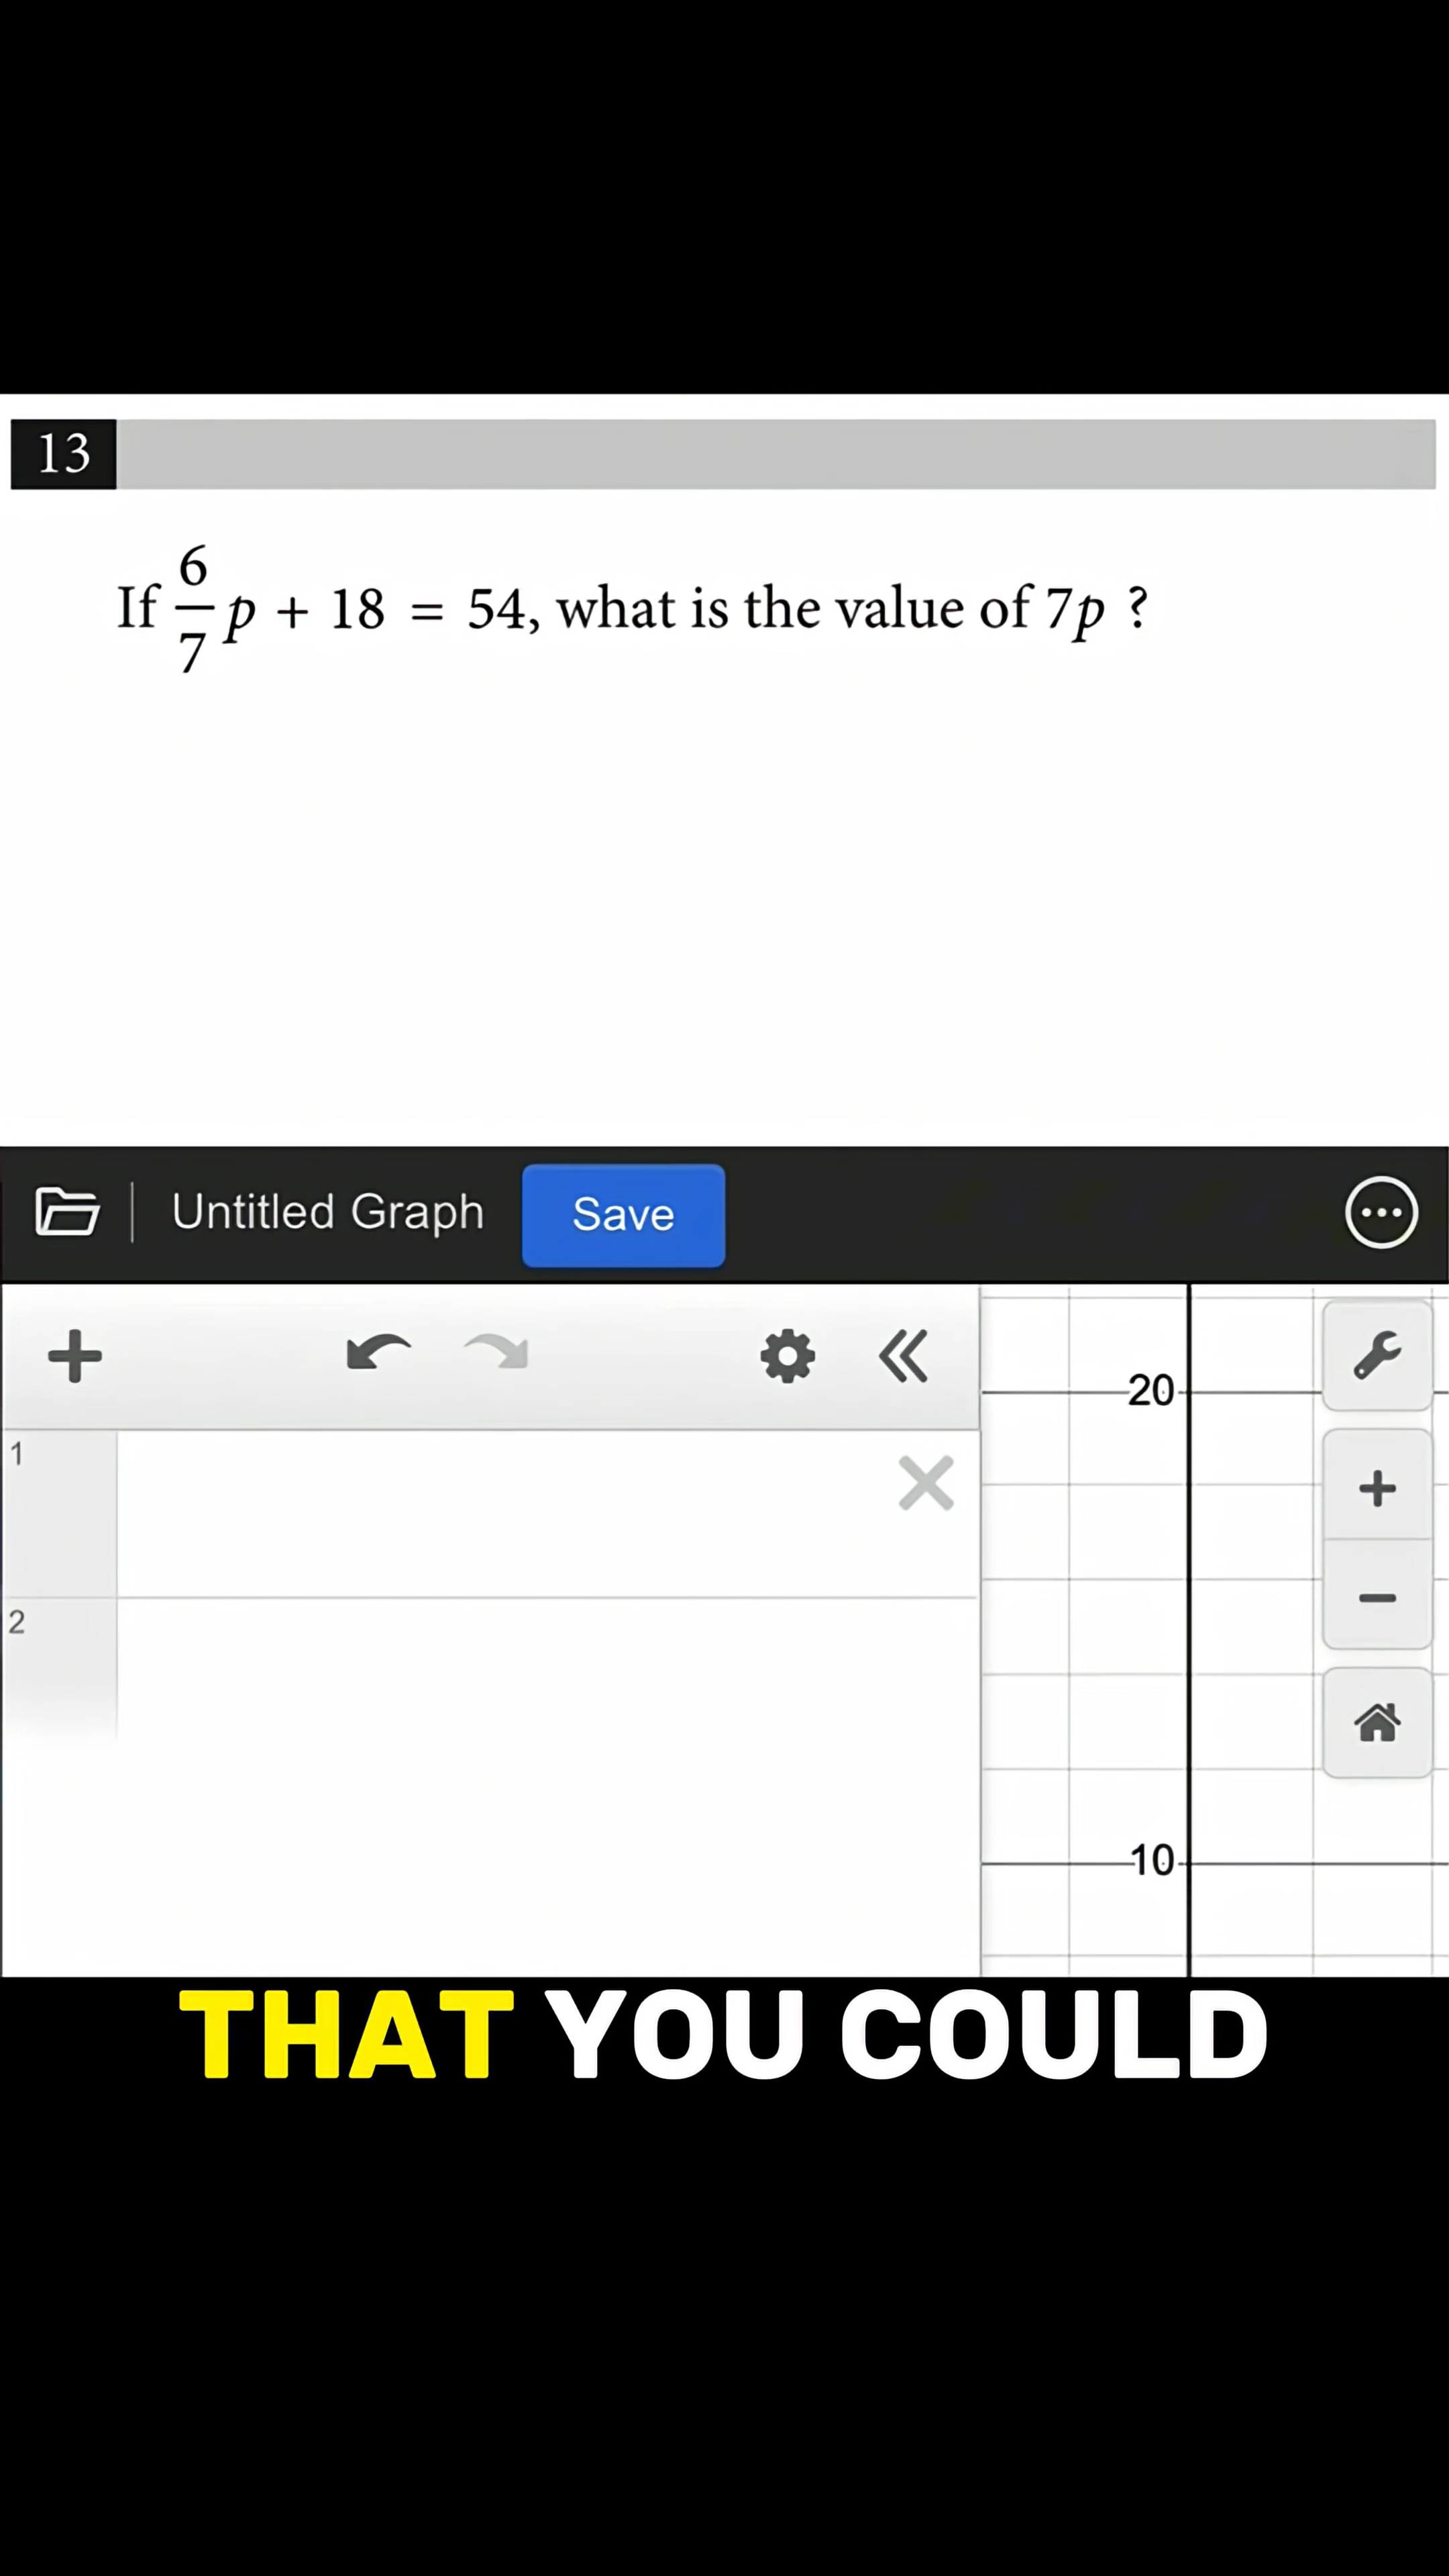 13
If 6/7 p + 18 = 54, what is the value of 7p ?
Untitled Graph Save
1
2
20
10
THAT YOU COULD